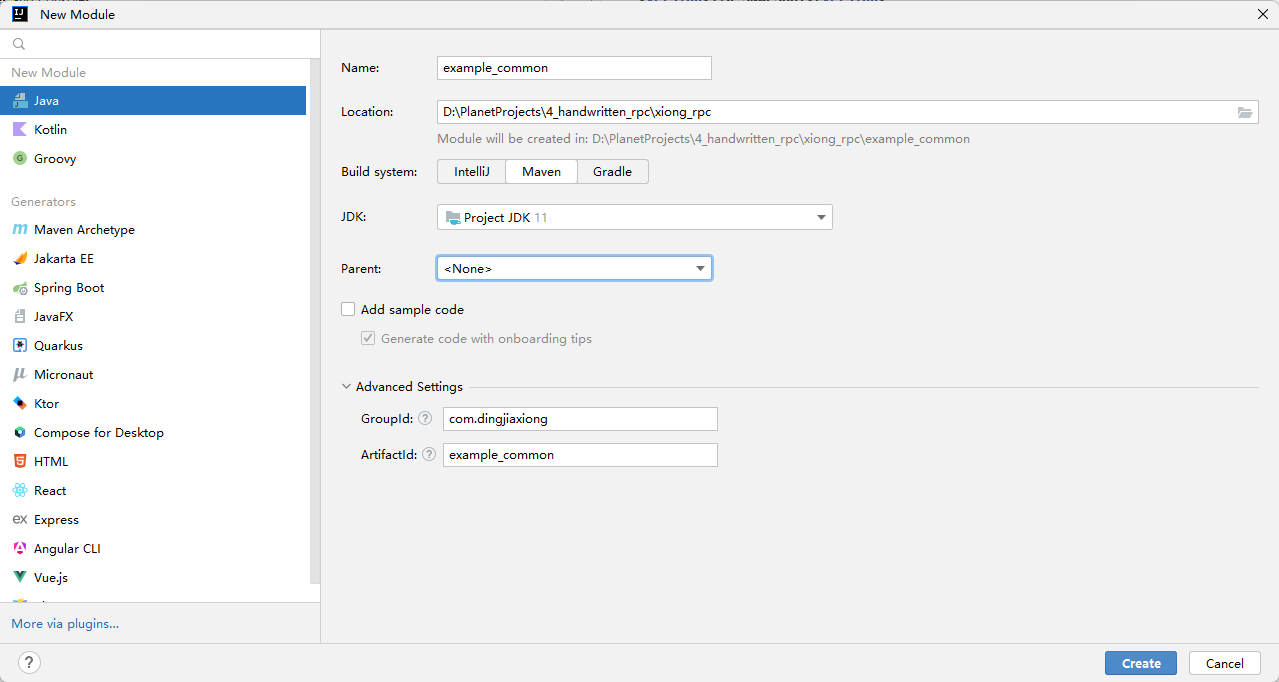 New Module
New Module
Java
Kotlin
G Groovy
Generators
m Maven Archetype
Jakarta EE
Spring Boot
JavaFX
Quarkus
μ Micronaut
Ktor
Compose for Desktop
5 HTML
React
ex Express
Angular CLI
Vue.js
More via plugins...
?
Name: example_common
Location: D:\PlanetProjects\4_handwritten_rpc\xiong_rpc
Module will be created in: D:\PlanetProjects\4_handwritten_rpc\xiong_rpc\example_common
Build system: IntelliJ Maven Gradle
JDK: Project JDK 11
Parent: <None>
Add sample code
Generate code with onboarding tips
Advanced Settings
GroupId: ? com.dingjiaxiong
ArtifactId: ? example_common
Create Cancel